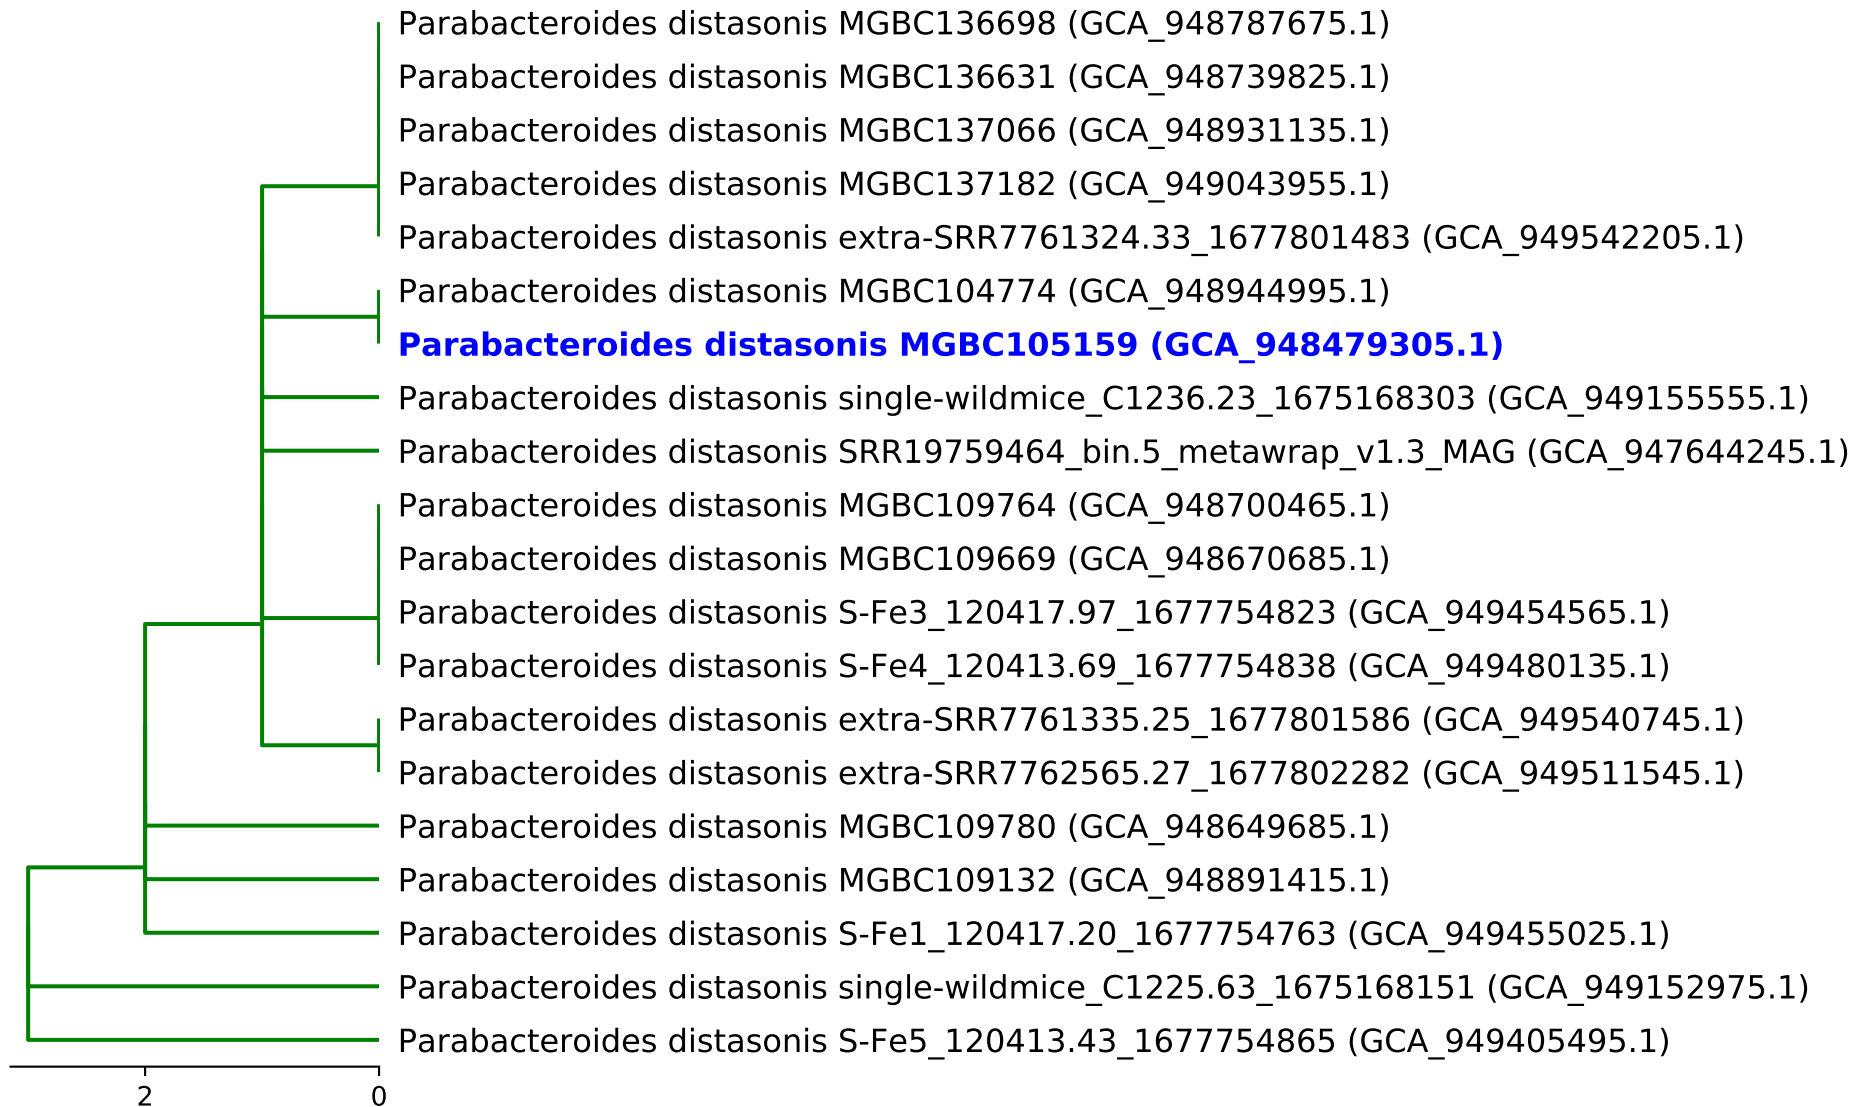 Parabacteroides distasonis MGBC136698 (GCA_948787675.1)
Parabacteroides distasonis MGBC136631 (GCA_948739825.1)
Parabacteroides distasonis MGBC137066 (GCA_948931135.1)
Parabacteroides distasonis MGBC137182 (GCA_949043955.1)
Parabacteroides distasonis extra-SRR7761324.33_1677801483 (GCA_949542205.1)
Parabacteroides distasonis MGBC104774 (GCA_948944995.1)
Parabacteroides distasonis MGBC105159 (GCA_948479305.1)
Parabacteroides distasonis single-wildmice_C1236.23_1675168303 (GCA_949155555.1)
Parabacteroides distasonis SRR19759464_bin.5_metawrap_v1.3_MAG (GCA_947644245.1)
Parabacteroides distasonis MGBC109764 (GCA_948700465.1)
Parabacteroides distasonis MGBC109669 (GCA_948670685.1)
Parabacteroides distasonis S-Fe3_120417.97_1677754823 (GCA_949454565.1)
Parabacteroides distasonis S-Fe4_120413.69_1677754838 (GCA_949480135.1)
Parabacteroides distasonis extra-SRR7761335.25_1677801586 (GCA_949540745.1)
Parabacteroides distasonis extra-SRR7762565.27_1677802282 (GCA_949511545.1)
Parabacteroides distasonis MGBC109780 (GCA_948649685.1)
Parabacteroides distasonis MGBC109132 (GCA_948891415.1)
Parabacteroides distasonis S-Fe1_120417.20_1677754763 (GCA_949455025.1)
Parabacteroides distasonis single-wildmice_C1225.63_1675168151 (GCA_949152975.1)
Parabacteroides distasonis S-Fe5_120413.43_1677754865 (GCA_949405495.1)
2 0